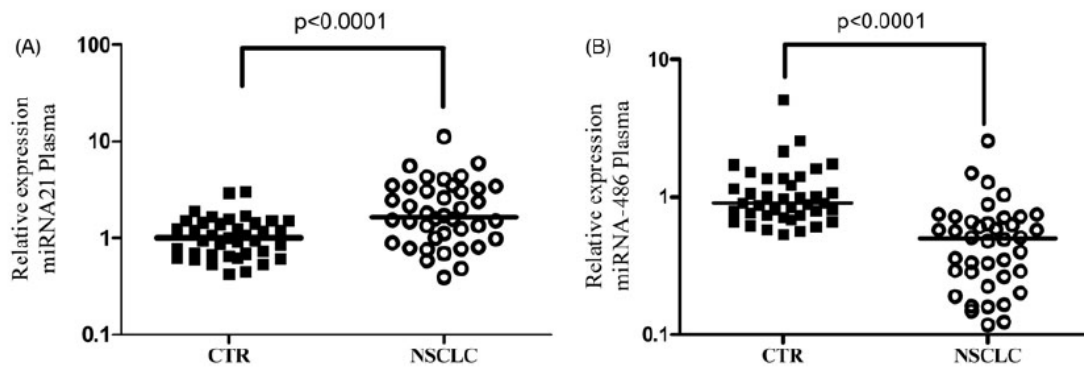 (A)
p<0.0001
Relative expression
miRNA21 Plasma
100
10
1
0.1
CTR
NSCLC
(B)
p<0.0001
Relative expression
miRNA-486 Plasma
10
1
0.1
CTR
NSCLC